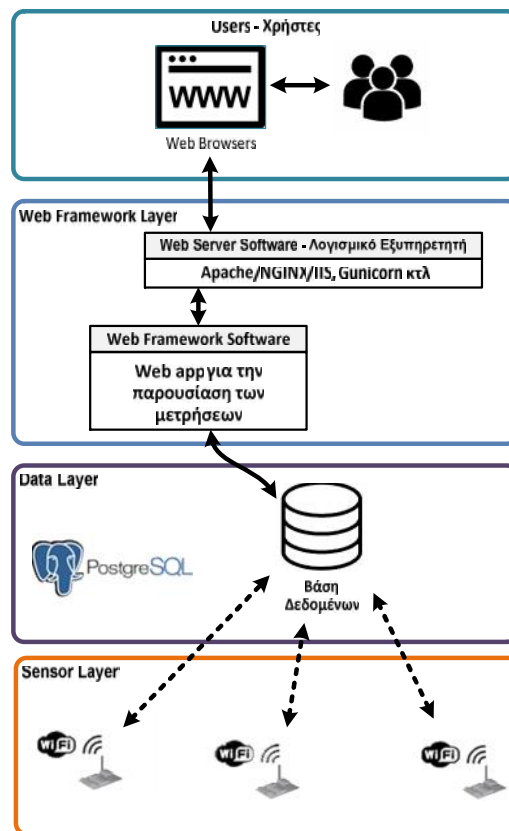 Users - Χρήστες
WWW
Web Browsers
Web Framework Layer
Web Server Software - Λογισμικό Εξυπηρετητή
Apache/NGINX/IIS, Gunicorn κτλ
Web Framework Software
Web app για την
παρουσίαση των
μετρήσεων
Data Layer
PostgreSQL
Βάση
Δεδομένων
Sensor Layer
WiFi
WiFi
WiFi